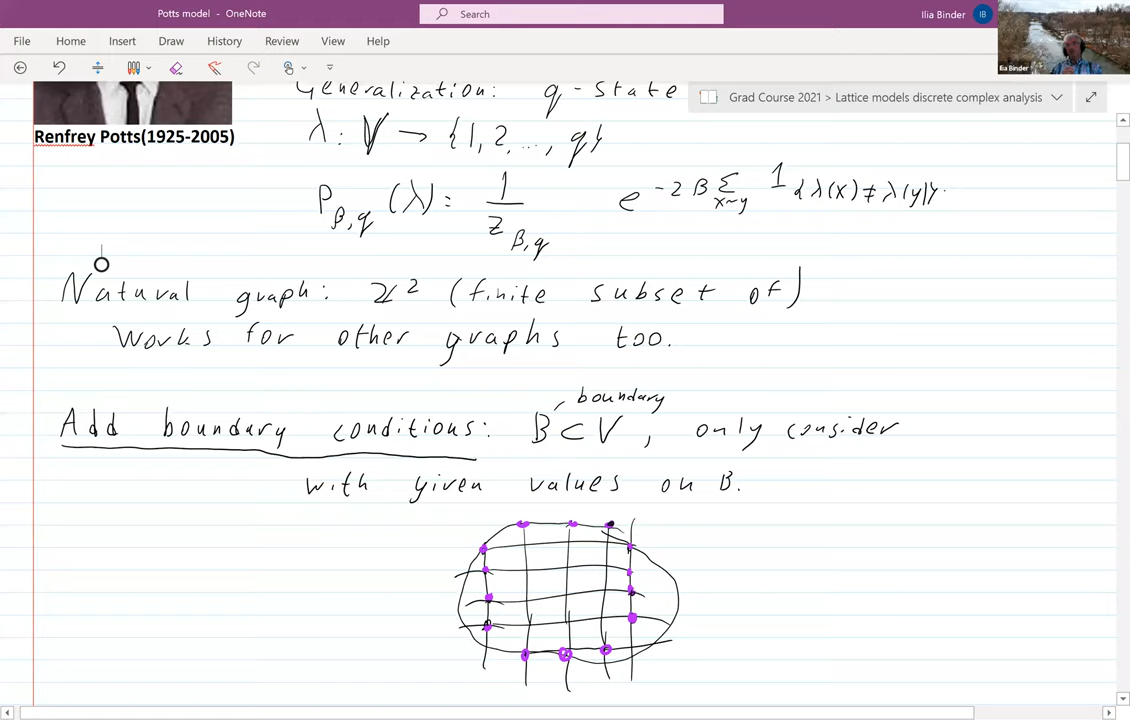 Potts model - OneNote
Search
Ilia Binder
IB
File Home Insert Draw History Review View Help
Ilia Binder
Grad Course 2021 > Lattice models discrete complex analysis
Generalization: q-state
Renfrey Potts(1925-2005)
λ: V → {1, 2, ..., q}
P_{β,q}(λ) = 1/Z_{β,q} e^{-2β Σ_{x~y} 1_{λ(x)≠λ(y)}}
Natural graph: ℤ² (finite subset of)
Works for other graphs too.
boundary
Add boundary conditions: B ⊂ V, only consider
with given values on B.